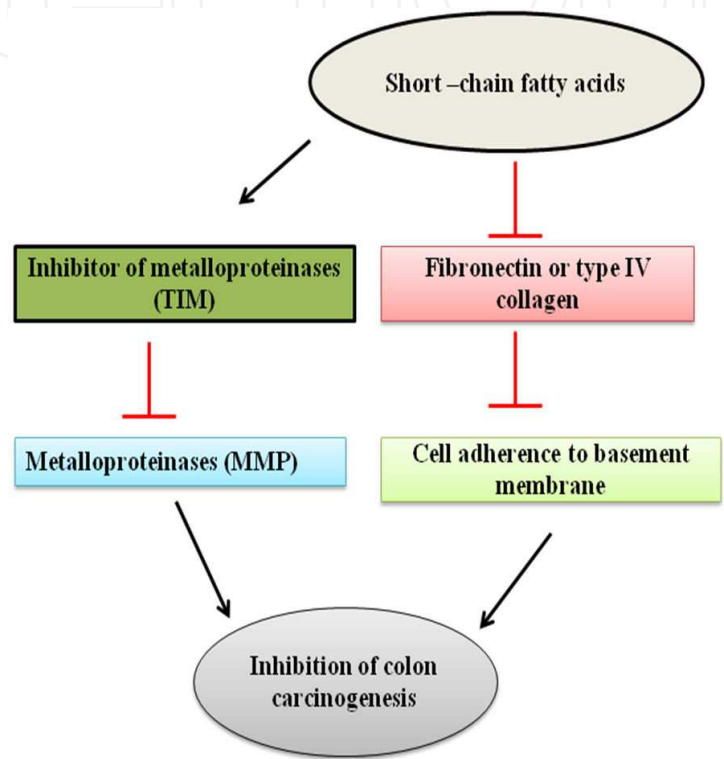 Short –chain fatty acids
Inhibitor of metalloproteinases
(TIM)
Fibronectin or type IV
collagen
Metalloproteinases (MMP)
Cell adherence to basement
membrane
Inhibition of colon
carcinogenesis